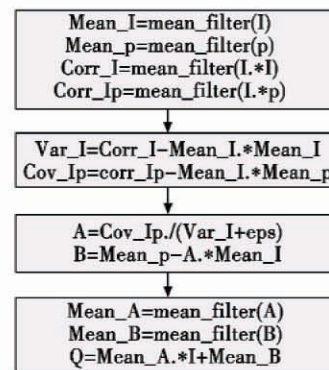 Mean_I=mean_filter(I)
Mean_p=mean_filter(p)
Corr_I=mean_filter(I.*I)
Corr_Ip=mean_filter(I.*p)
Var_I=Corr_I-Mean_I.*Mean_I
Cov_Ip=corr_Ip-Mean_I.*Mean_p
A=Cov_Ip./(Var_I+eps)
B=Mean_p-A.*Mean_I
Mean_A=mean_filter(A)
Mean_B=mean_filter(B)
Q=Mean_A.*I+Mean_B